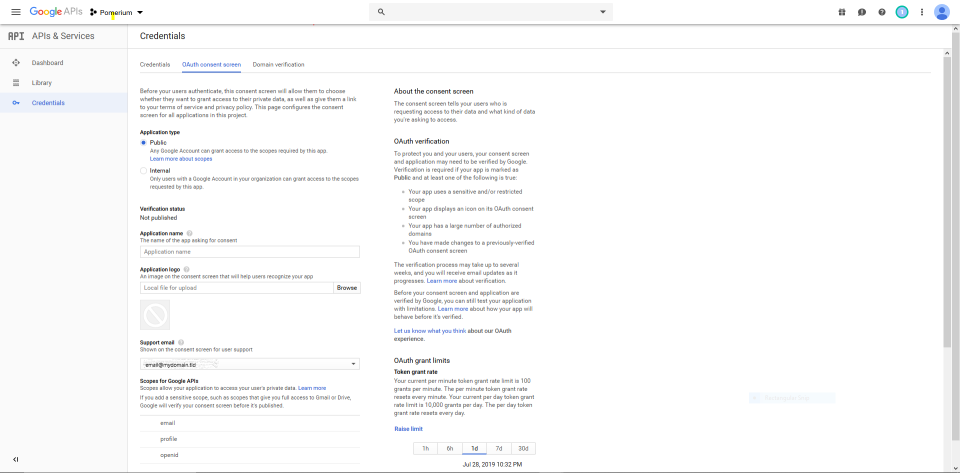 Google APIs
Pomerium
API APIs & Services
Credentials
Dashboard
Library
Credentials
Credentials OAuth consent screen Domain verification
Before your users authenticate, this consent screen will allow them to choose
whether they want to grant access to their private data, as well as give them a link
to your terms of service and privacy policy. This page configures the consent
screen for all applications in this project.
Application type
Public
Any Google Account can grant access to the scopes required by this app.
Learn more about scopes
Internal
Only users with a Google Account in your organization can grant access to the scopes
requested by this app.
Verification status
Not published
Application name
The name of the app asking for consent
Application name
Application logo
An image on the consent screen that will help users recognize your app
Local file for upload
Browse
Support email
Shown on the consent screen for user support
email@mydomain.tld
Scopes for Google APIs
Scopes allow your application to access your user's private data. Learn more
If you add a sensitive scope, such as scopes that give you full access to Gmail or Drive,
Google will verify your consent screen before it's published.
email
profile
openid
About the consent screen
The consent screen tells your users who is
requesting access to their data and what kind of data
you're asking to access.
OAuth verification
To protect you and your users, your consent screen
and application may need to be verified by Google.
Verification is required if your app is marked as
Public and at least one of the following is true:
Your app uses a sensitive and/or restricted
scope
Your app displays an icon on its OAuth consent
screen
Your app has a large number of authorized
domains
You have made changes to a previously-verified
OAuth consent screen
The verification process may take up to several
weeks, and you will receive email updates as it
progresses. Learn more about verification.
Before your consent screen and application are
verified by Google, you can still test your application
with limitations. Learn more about how your app will
behave before it's verified.
Let us know what you think about our OAuth
experience.
OAuth grant limits
Token grant rate
Your current per minute token grant rate limit is 100
grants per minute. The per minute token grant rate
resets every minute. Your current per day token grant
rate limit is 10,000 grants per day. The per day token
grant rate resets every day.
Raise limit
1h 6h 1d 7d 30d
Jul 28, 2019 10:32 PM